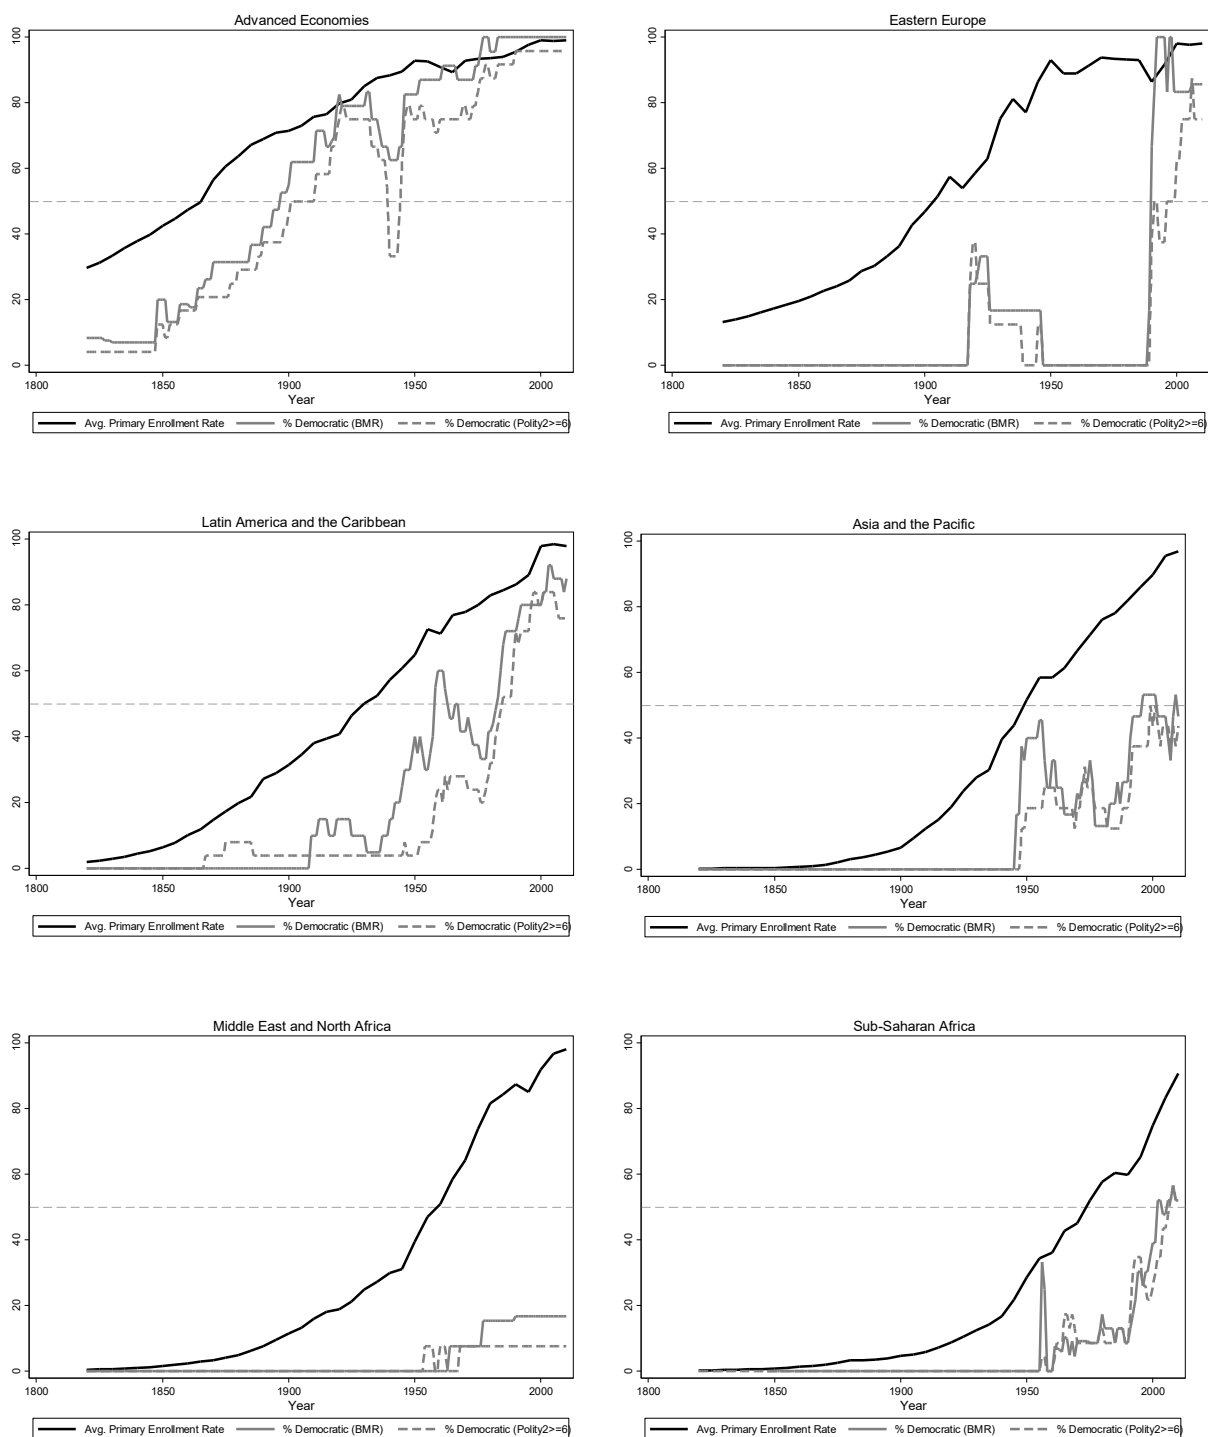 Advanced Economies
100
80
60
40
20
0
1800 1850 1900 1950 2000
Year
Avg. Primary Enrollment Rate % Democratic (BMR) % Democratic (Polity2>=6)
Eastern Europe
100
80
60
40
20
0
1800 1850 1900 1950 2000
Year
Avg. Primary Enrollment Rate % Democratic (BMR) % Democratic (Polity2>=6)
Latin America and the Caribbean
100
80
60
40
20
0
1800 1850 1900 1950 2000
Year
Avg. Primary Enrollment Rate % Democratic (BMR) % Democratic (Polity2>=6)
Asia and the Pacific
100
80
60
40
20
0
1800 1850 1900 1950 2000
Year
Avg. Primary Enrollment Rate % Democratic (BMR) % Democratic (Polity2>=6)
Middle East and North Africa
100
80
60
40
20
0
1800 1850 1900 1950 2000
Year
Avg. Primary Enrollment Rate % Democratic (BMR) % Democratic (Polity2>=6)
Sub-Saharan Africa
100
80
60
40
20
0
1800 1850 1900 1950 2000
Year
Avg. Primary Enrollment Rate % Democratic (BMR) % Democratic (Polity2>=6)